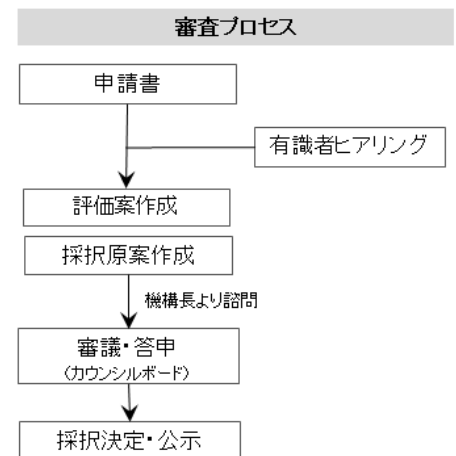 審査プロセス
申請書
有識者ヒアリング
評価案作成
採択原案作成
機構長より諮問
審議・答申
(カウンシルボード)
採択決定・公示